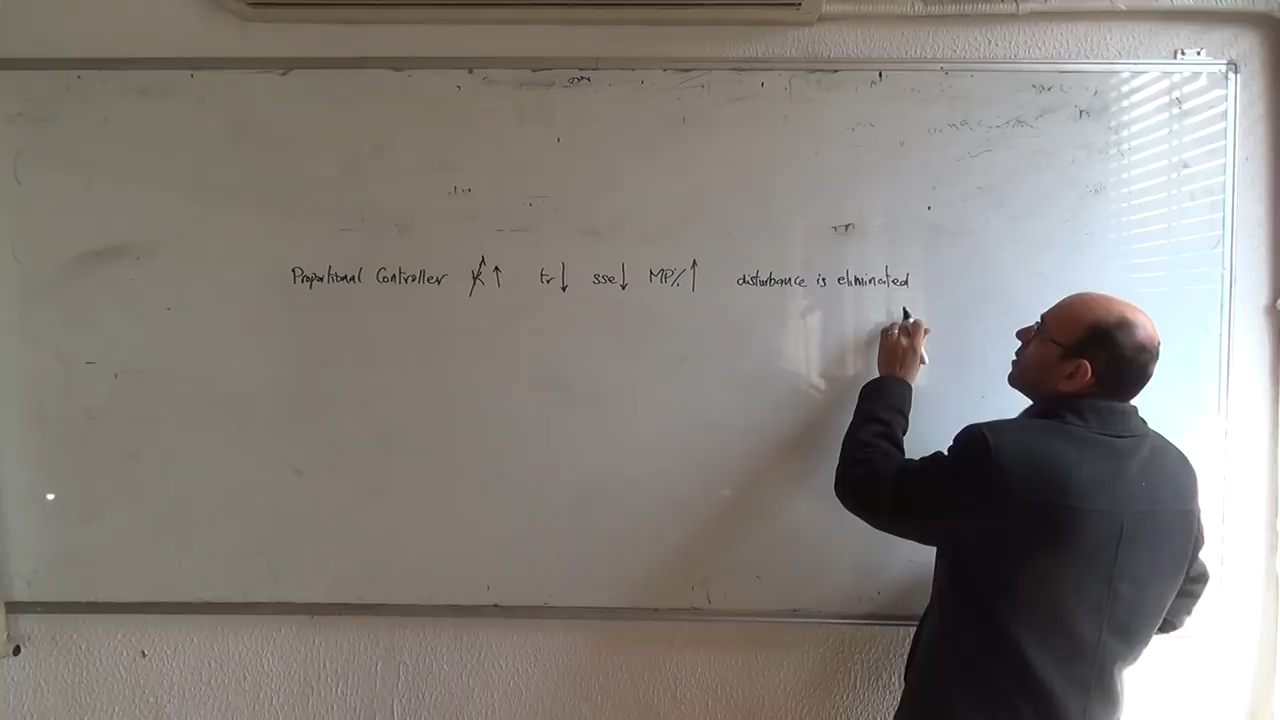 Proportional Controller K ↑ tr ↓ sse ↓ MP% ↑ disturbance is eliminated